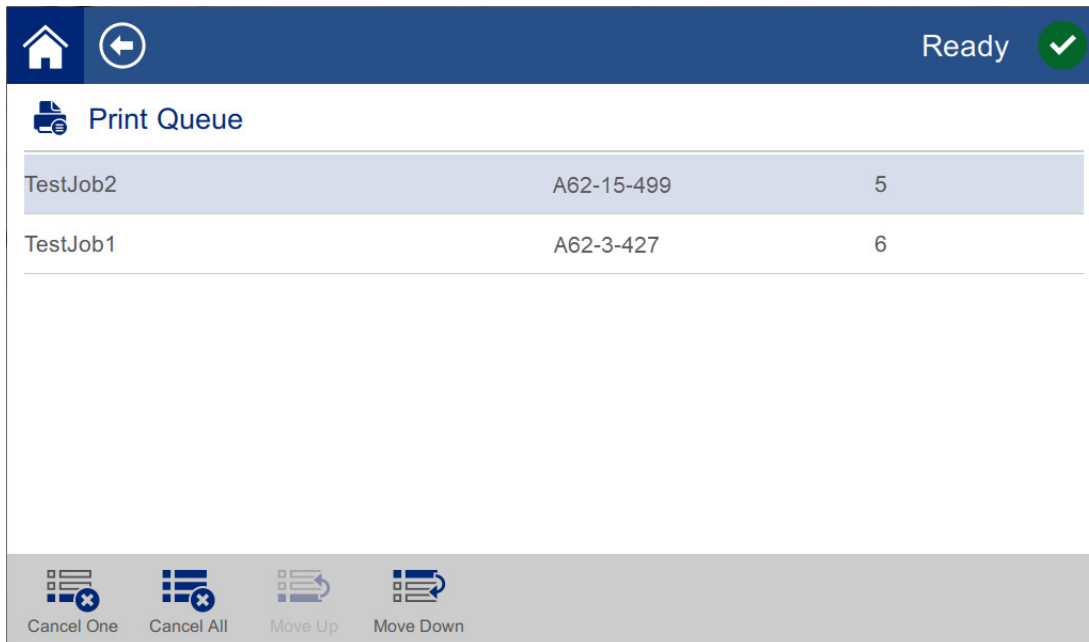 Ready
Print Queue
TestJob2 A62-15-499 5
TestJob1 A62-3-427 6
Cancel One Cancel All Move Up Move Down